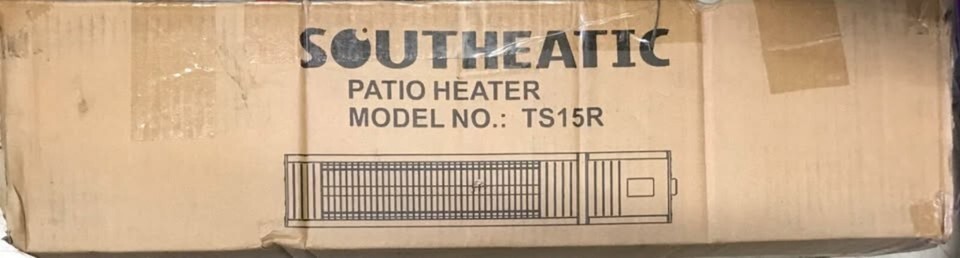 SOUTHEATIC
PATIO HEATER
MODEL NO.: TS15R